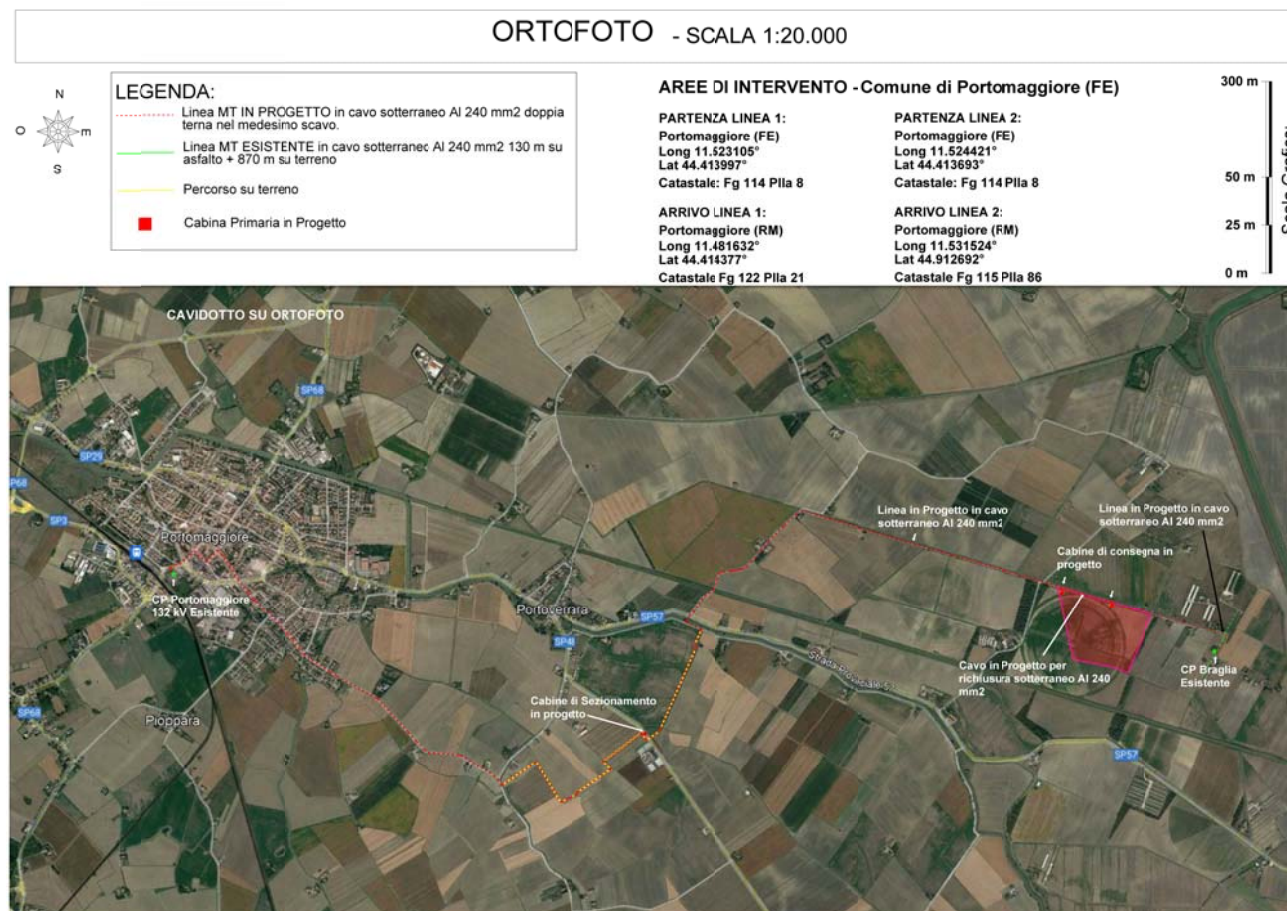 ORTOFOTO - SCALA 1:20.000
N
O
m
S
LEGENDA:
Linea MT IN PROGETTO in cavo sotterraneo Al 240 mm2 doppia
terna nel medesimo scavo.
Linea MT ESISTENTE in cavo sotterraneo Al 240 mm2 130 m su
asfalto + 870 m su terreno
Percorso su terreno
Cabina Primaria in Progetto
AREE DI INTERVENTO - Comune di Portomaggiore (FE)
PARTENZA LINEA 1:
Portomaggiore (FE)
Long 11.523105°
Lat 44.413997°
Catastale: Fg 114 Plla 8
PARTENZA LINEA 2:
Portomaggiore (FE)
Long 11.524421°
Lat 44.413693°
Catastale: Fg 114 Plla 8
ARRIVO LINEA 1:
Portomaggiore (RM)
Long 11.481632°
Lat 44.414377°
Catastale Fg 122 Plla 21
ARRIVO LINEA 2:
Portomaggiore (RM)
Long 11.531524°
Lat 44.912692°
Catastale Fg 115 Plla 86
300 m
50 m
25 m
0 m
CAVIDOTTO SU ORTOFOTO
SP68
SP29
SP68
SP3
Portomaggiore
CP Portomaggiore
132 kV Esistente
Portoverrara
SP57
SP48
Strada Provinciale
Linea in Progetto in cavo
sotterraneo Al 240 mm2
Linea in Progetto in cavo
sotterraneo Al 240 mm2
Cabine di consegna in
progetto
Cavo in Progetto per
richiusura sotterraneo Al 240
mm2
CP Braglia
Esistente
Cabine di Sezionamento
in progetto
Pioppara
SP68
SP57